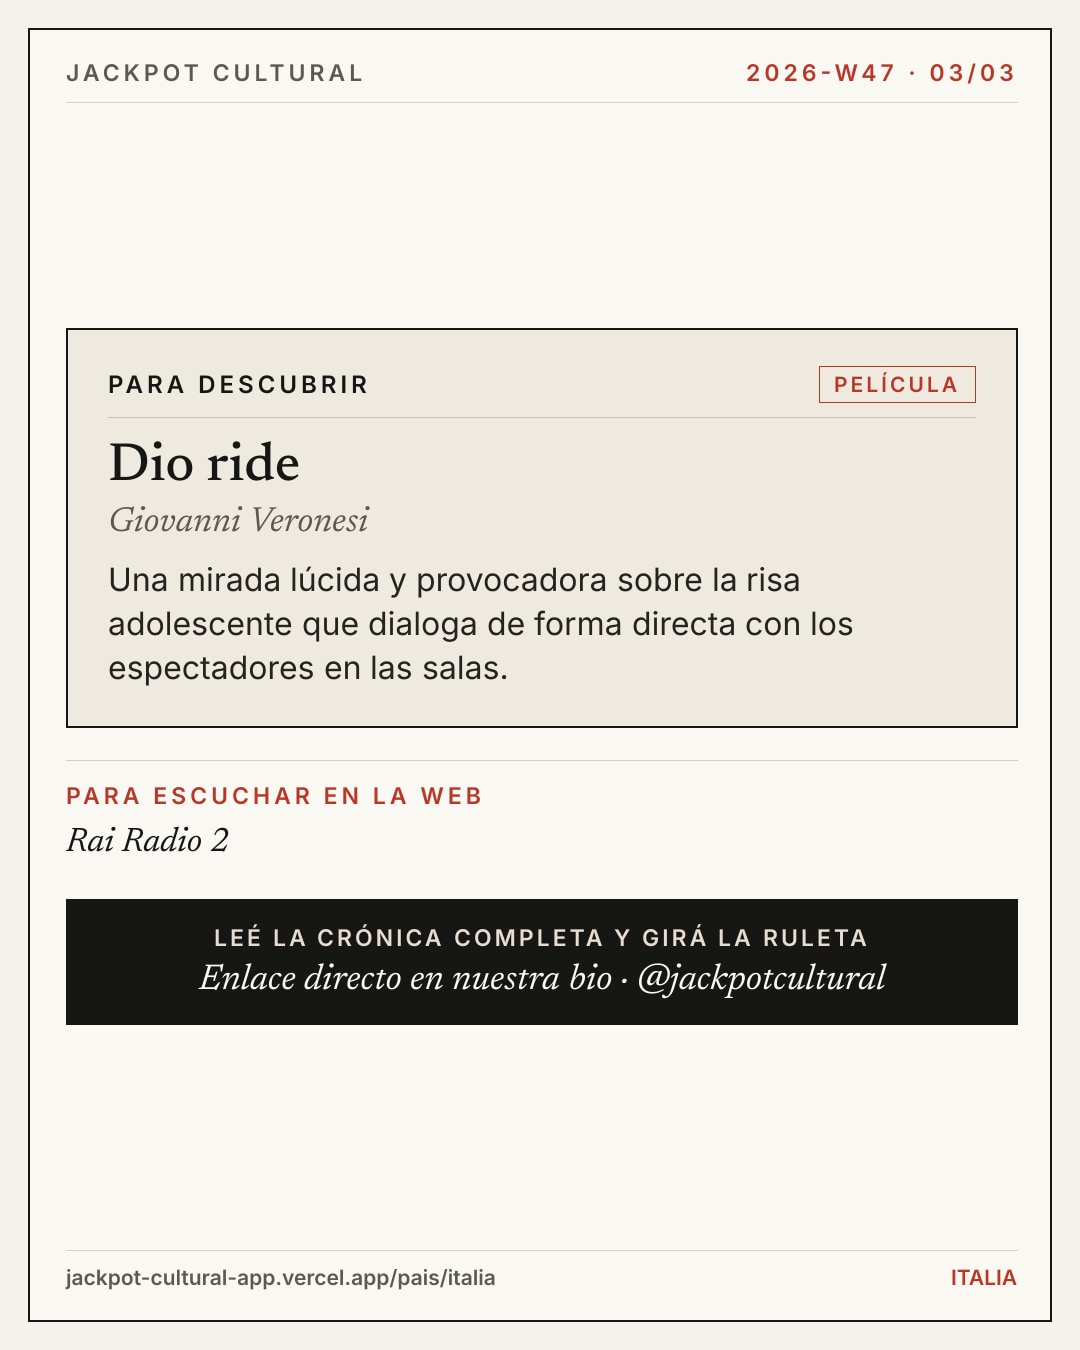 JACKPOT CULTURAL
2026-W47 · 03/03
PARA DESCUBRIR
PELÍCULA
Dio ride
Giovanni Veronesi
Una mirada lúcida y provocadora sobre la risa
adolescente que dialoga de forma directa con los
espectadores en las salas.
PARA ESCUCHAR EN LA WEB
Rai Radio 2
LEÉ LA CRÓNICA COMPLETA Y GIRÁ LA RULETA
Enlace directo en nuestra bio · @jackpotcultural
jackpot-cultural-app.vercel.app/pais/italia
ITALIA